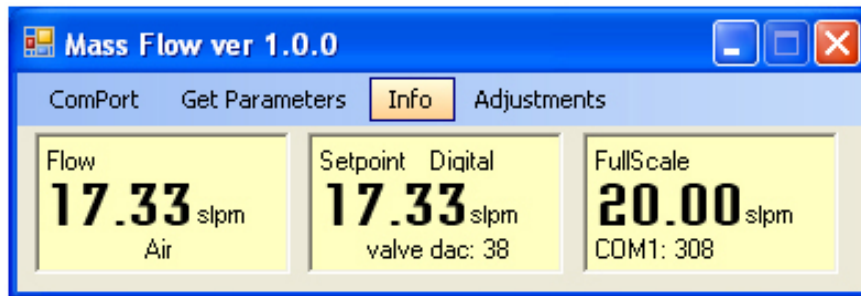 Mass Flow ver 1.0.0
ComPort Get Parameters Info Adjustments
Flow
17.33 slpm
Air
Setpoint Digital
17.33 slpm
valve dac: 38
FullScale
20.00 slpm
COM1: 308